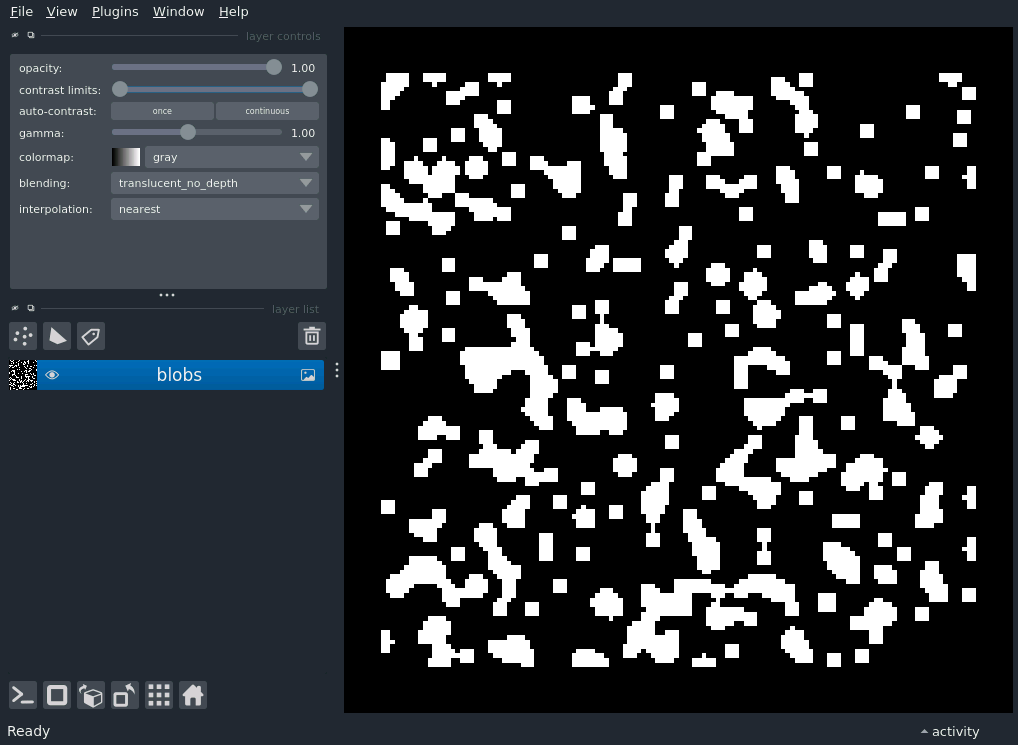 File View Plugins Window Help
layer controls
opacity: 1.00
contrast limits:
auto-contrast: once continuous
gamma: 1.00
colormap: gray
blending: translucent_no_depth
interpolation: nearest
layer list
blobs
Ready
activity